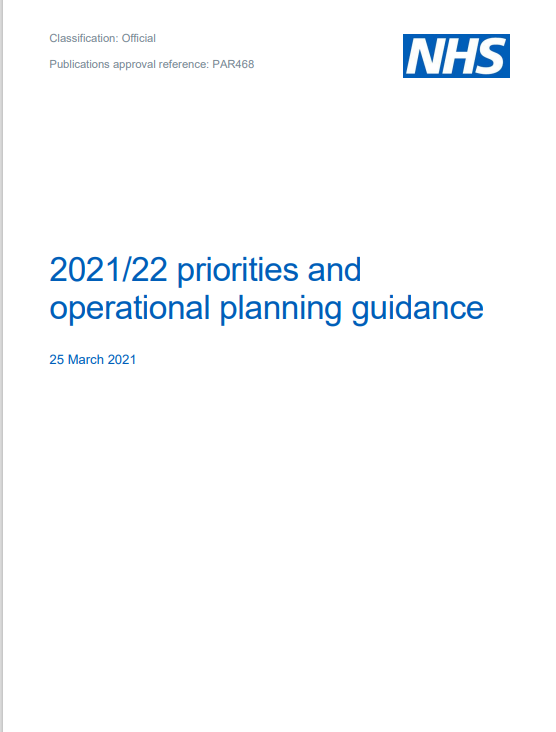 Classification: Official
Publications approval reference: PAR468
NHS
2021/22 priorities and
operational planning guidance
25 March 2021